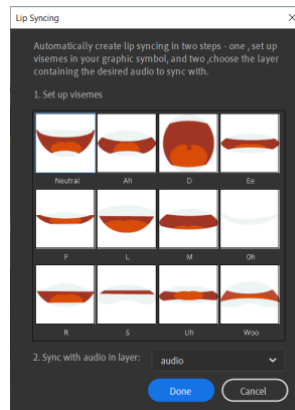 Lip Syncing
Automatically create lip syncing in two steps - one , set up
visemes in your graphic symbol, and two ,choose the layer
containing the desired audio to sync with.
1. Set up visemes
Neutral Ah D Ee
F L M Oh
R S Uh Woo
2. Sync with audio in layer: audio
Done Cancel